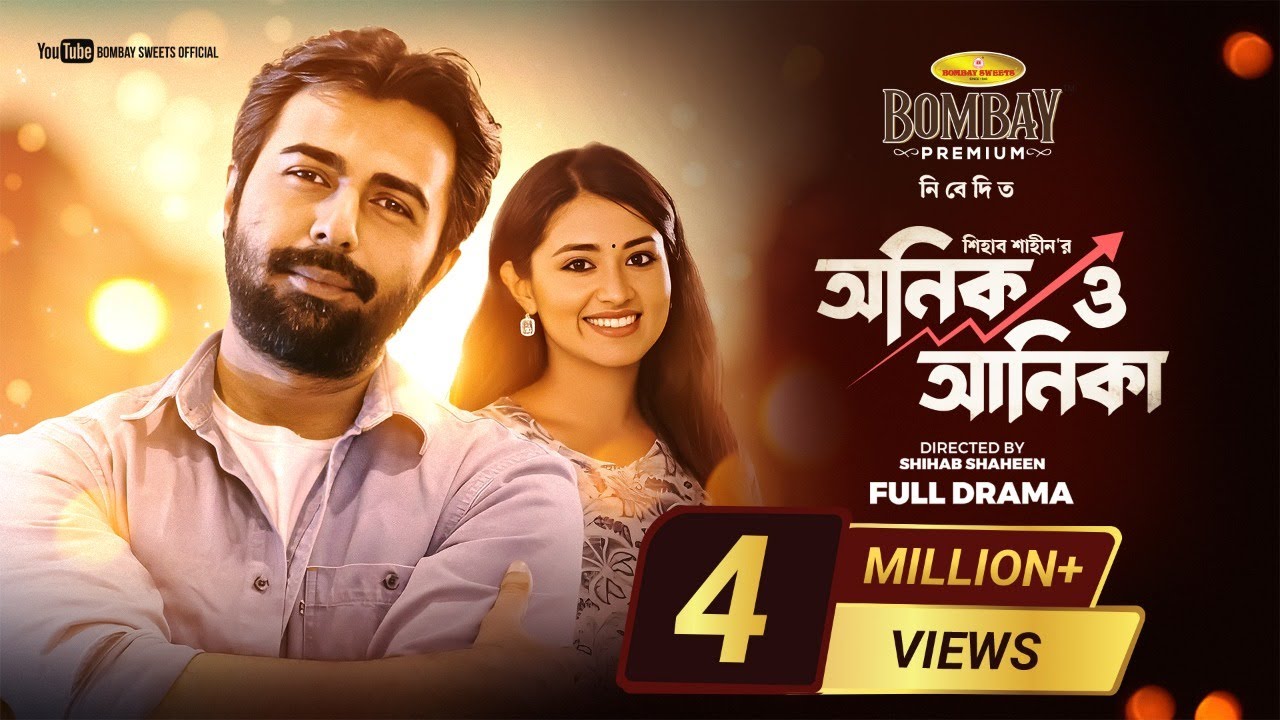 YouTube BOMBAY SWEETS OFFICIAL
BOMBAY SWEETS
BOMBAY
PREMIUM
নিবেদিত
শিহাব শাহীন'র
অনিক ও
আনিকা
DIRECTED BY
SHIHAB SHAHEEN
FULL DRAMA
4
MILLION+
VIEWS